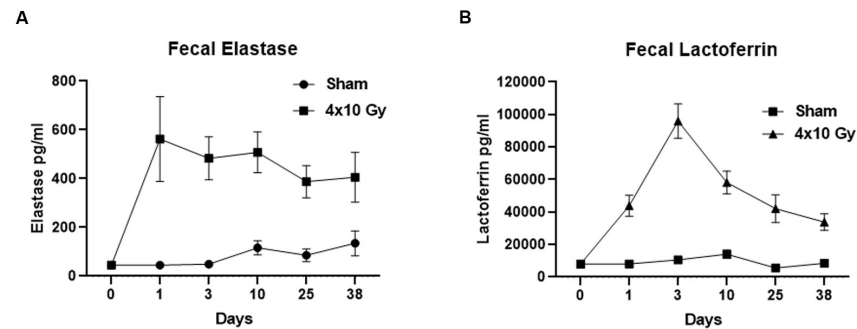 A
Fecal Elastase
800
600
400
200
0
Elastase pg/ml
Sham
4x10 Gy
0 1 3 10 25 38
Days
B
Fecal Lactoferrin
120000
100000
80000
60000
40000
20000
0
Lactoferrin pg/ml
Sham
4x10 Gy
0 1 3 10 25 38
Days